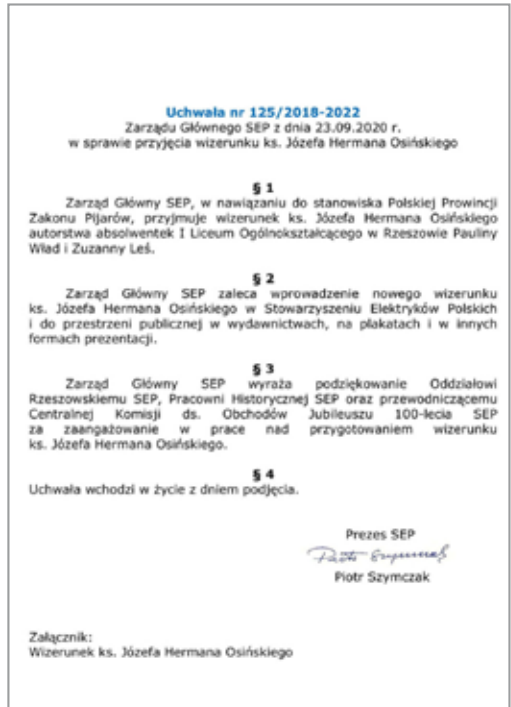 Uchwała nr 125/2018-2022
Zarządu Głównego SEP z dnia 23.09.2020 r.
w sprawie przyjęcia wizerunku ks. Józefa Hermana Osińskiego
§ 1
Zarząd Główny SEP, w nawiązaniu do stanowiska Polskiej Prowincji
Zakonu Pijarów, przyjmuje wizerunek ks. Józefa Hermana Osińskiego
autorstwa absolwentek I Liceum Ogólnokształcącego w Rzeszowie Pauliny
Wład i Zuzanny Leś.
§ 2
Zarząd Główny SEP zaleca wprowadzenie nowego wizerunku
ks. Józefa Hermana Osińskiego w Stowarzyszeniu Elektryków Polskich
i do przestrzeni publicznej w wydawnictwach, na plakatach i w innych
formach prezentacji.
§ 3
Zarząd Główny SEP wyraża podziękowanie Oddziałowi
Rzeszowskiemu SEP, Pracowni Historycznej SEP oraz przewodniczącemu
Centralnej Komisji ds. Obchodów Jubileuszu 100-lecia SEP
za zaangażowanie w prace nad przygotowaniem wizerunku
ks. Józefa Hermana Osińskiego.
§ 4
Uchwała wchodzi w życie z dniem podjęcia.
Prezes SEP
Piotr Szymczak
Piotr Szymczak
Załącznik:
Wizerunek ks. Józefa Hermana Osińskiego